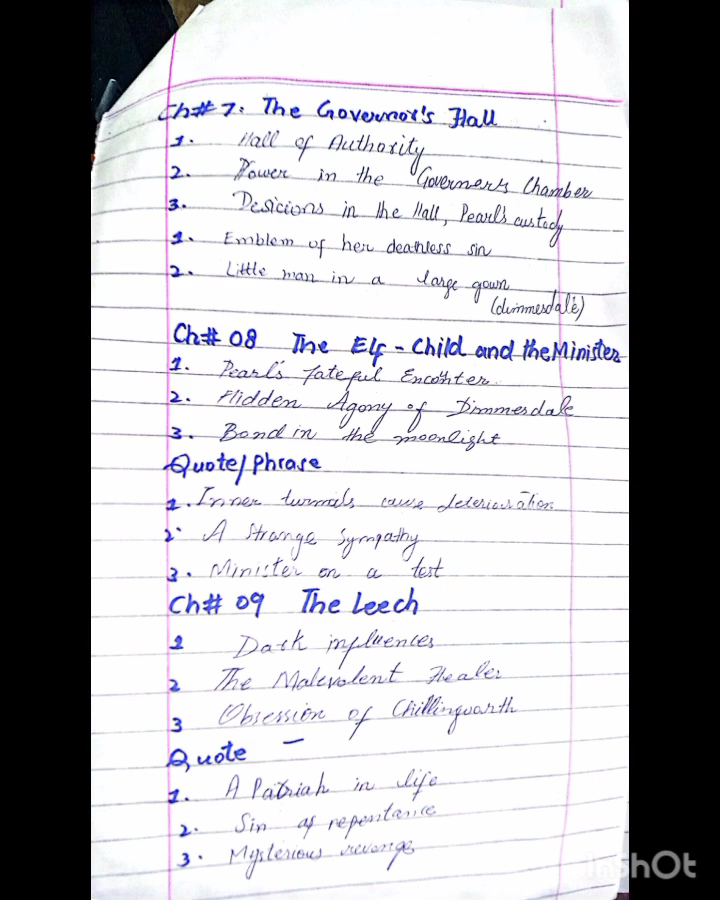 Ch# 7: The Governor's Hall
1. Hall of Authority
2. Power in the Governer's Chamber
3. Desicions in the Hall, Pearl's custody
1. Emblem of her deathless sin
2. Little man in a large gown
(dimmesdale)
Ch# 08 The Elf - Child and the Minister
1. Pearl's Fateful Encounter
2. Hidden Agony of Dimmesdale
3. Bond in the moonlight
Quote/Phrase
1. Inner turmals cause deterioration
2. A Strange Sympathy
3. Minister on a test
Ch# 09 The Leech
1 Dark influences
2 The Malevolent Healer
3 Obsession of Chillingworth
Quote
1. A Patriah in life
2. Sin of repentance
3. Mysterious revenge
InShOt